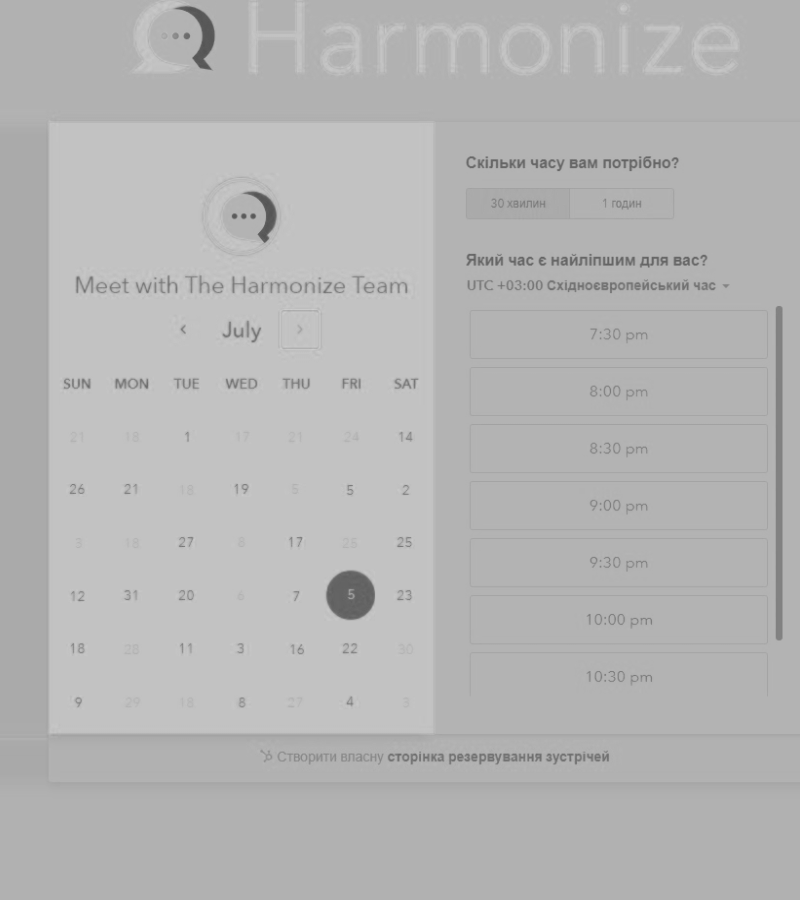 Harmonize
Meet with The Harmonize Team
July
SUN MON TUE WED THU FRI SAT
21 18 1 17 21 24 14
26 21 18 19 5 5 2
3 18 27 8 17 25 25
12 31 20 6 7 5 23
18 28 11 3 16 22 30
9 29 18 8 27 4 3
Скільки часу вам потрібно?
30 хвилин 1 годин
Який час є найліпшим для вас?
UTC +03:00 Східноєвропейський час
7:30 pm
8:00 pm
8:30 pm
9:00 pm
9:30 pm
10:00 pm
10:30 pm
Створити власну сторінка резервування зустрічей